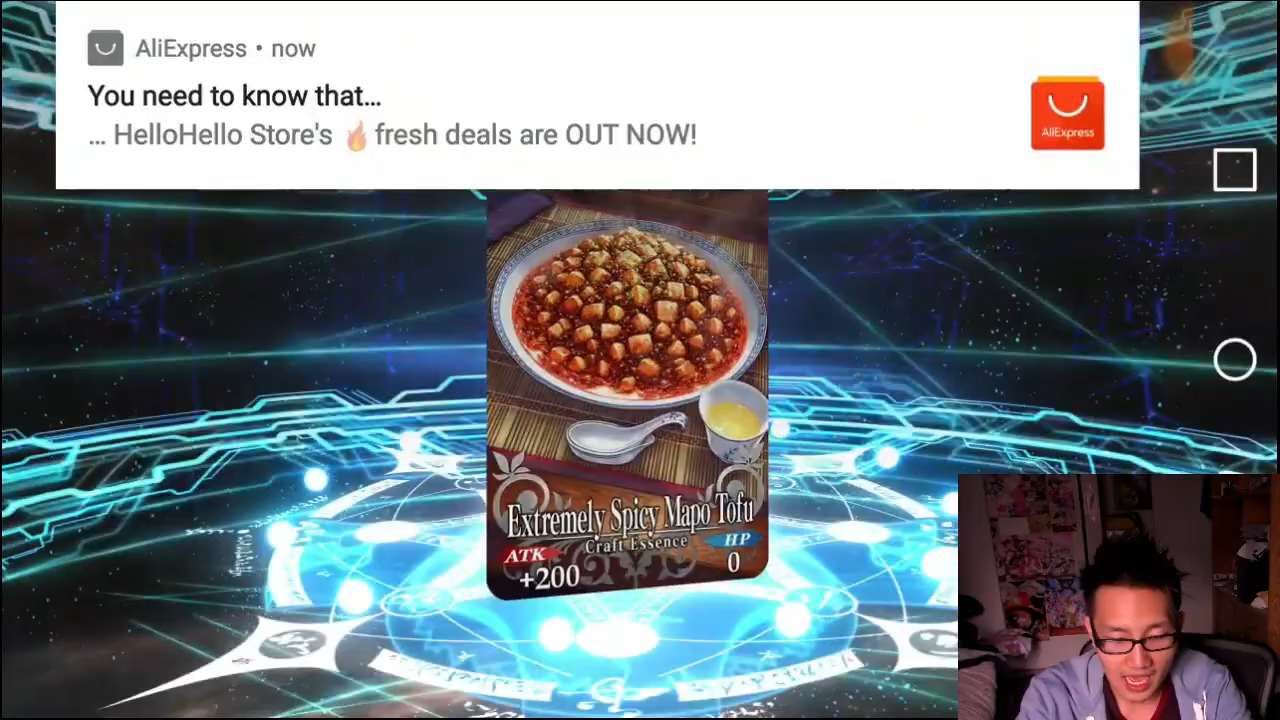 AliExpress • now
You need to know that...
... HelloHello Store's 🔥fresh deals are OUT NOW!
AliExpress
Extremely Spicy Mapo Tofu
Craft Essence
ATK
+200
HP
0